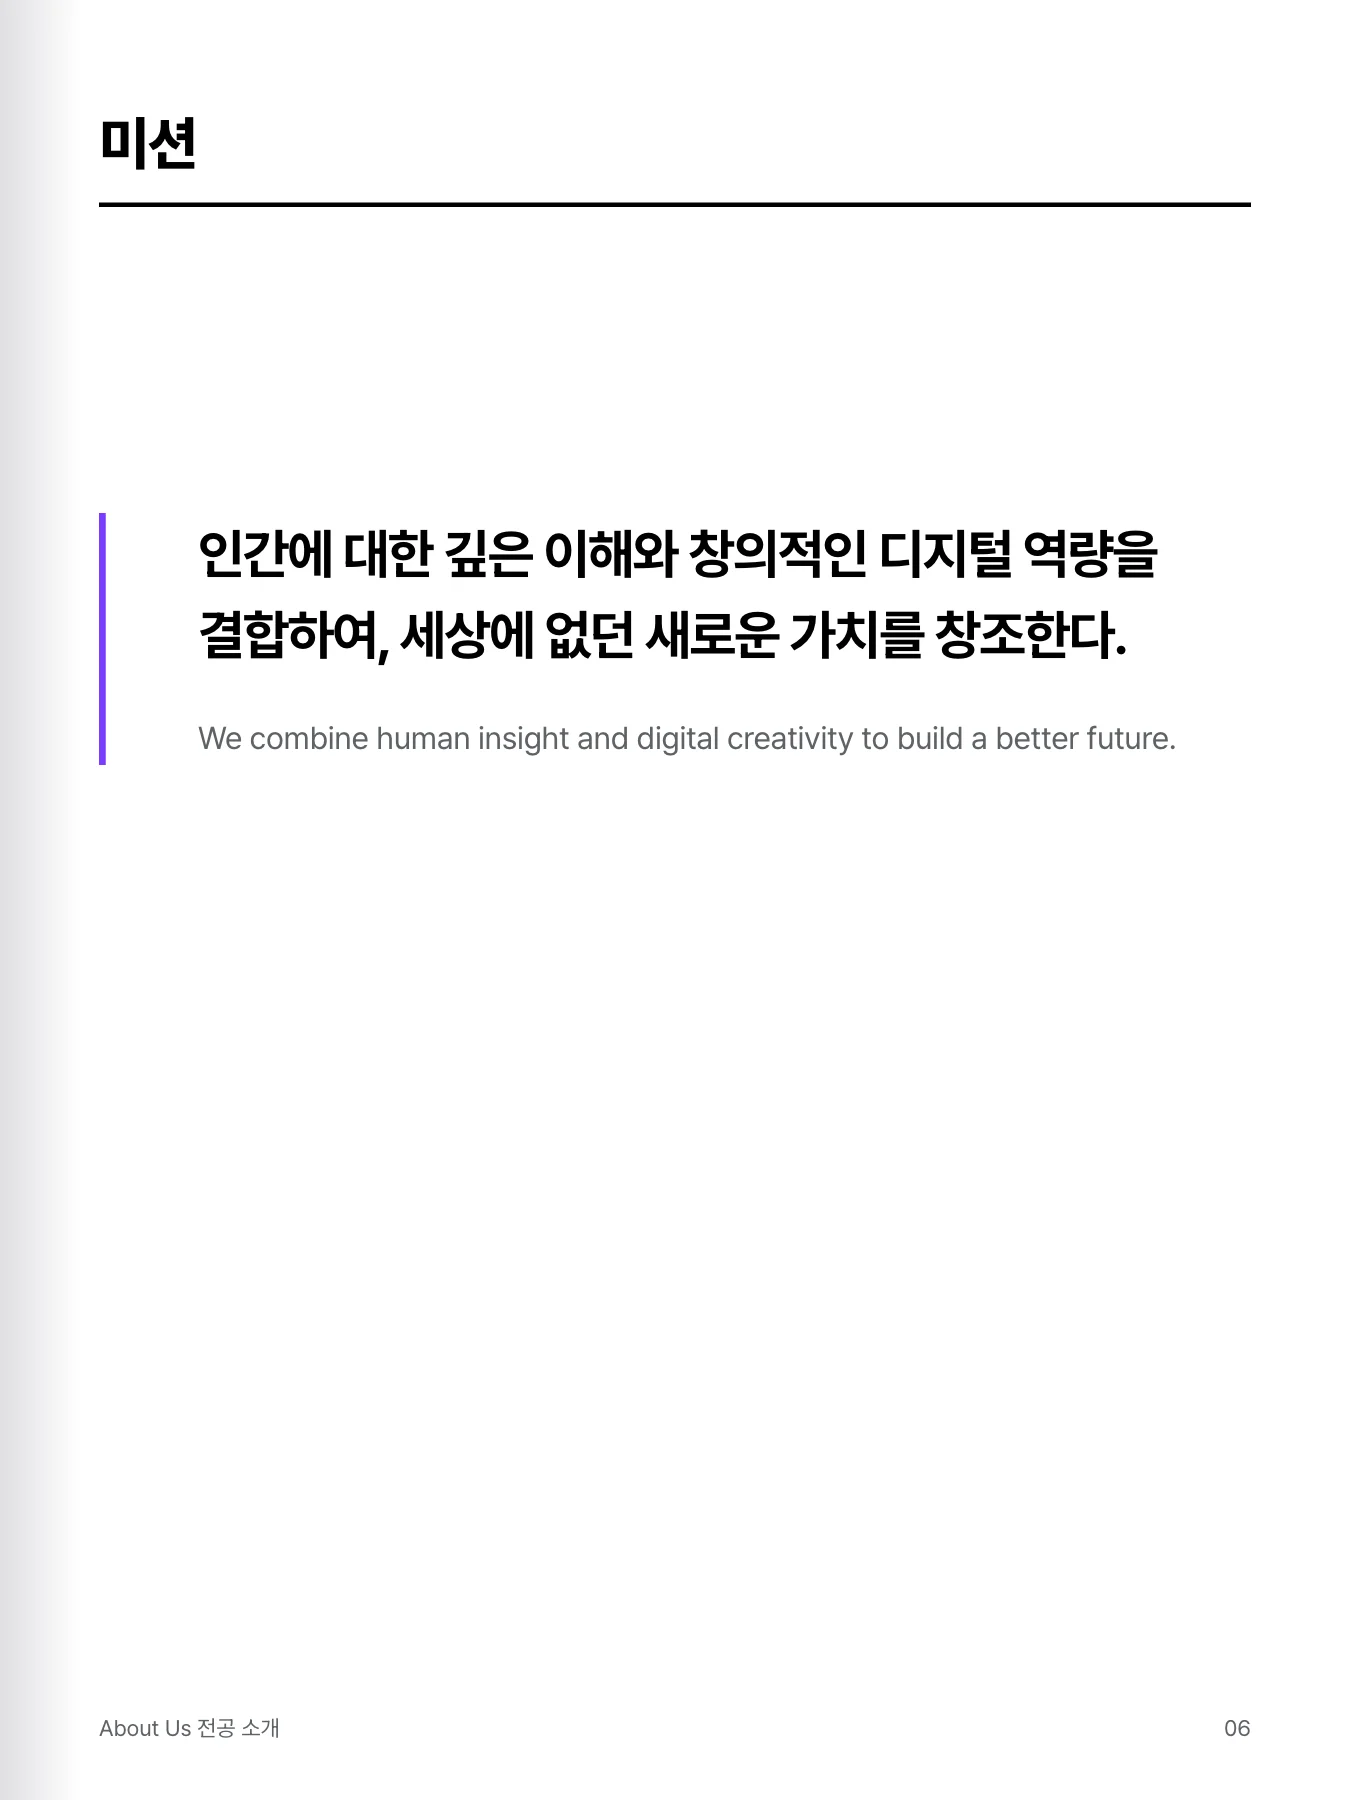 미션
인간에 대한 깊은 이해와 창의적인 디지털 역량을
결합하여, 세상에 없던 새로운 가치를 창조한다.
We combine human insight and digital creativity to build a better future.
About Us 전공 소개
06